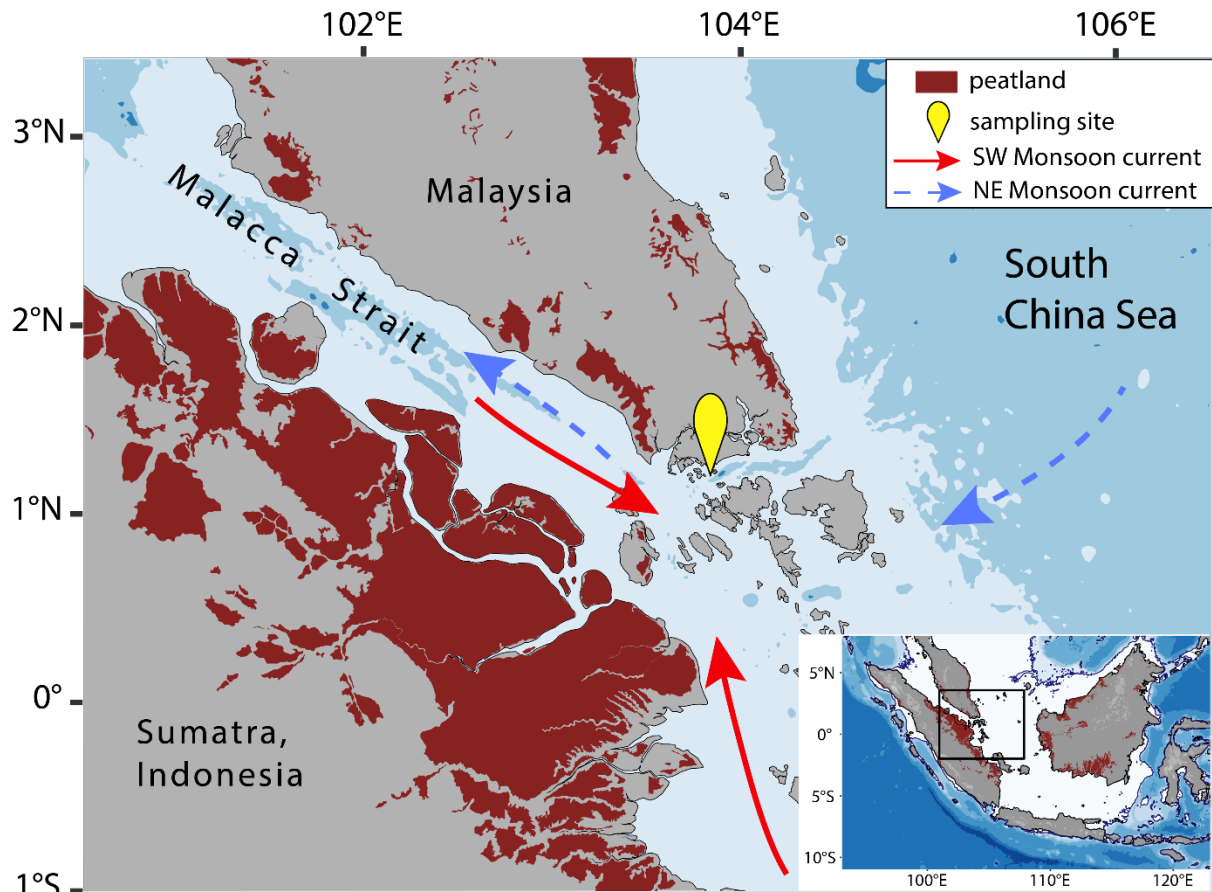 102°E
104°E
106°E
3°N
2°N
1°N
0°
1°S
peatland
sampling site
SW Monsoon current
NE Monsoon current
Malacca Strait
Malaysia
South
China Sea
Sumatra,
Indonesia
5°N
0°
5°S
10°S
100°E
110°E
120°E